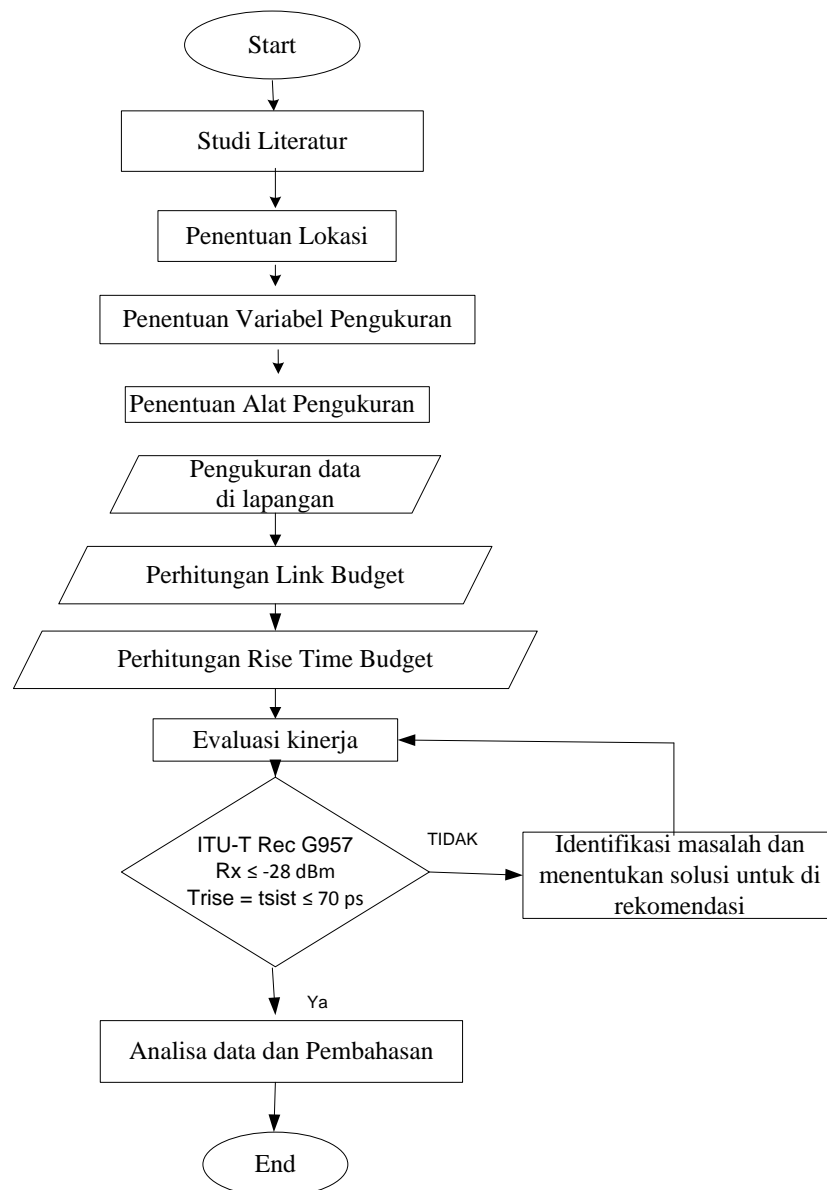 Start
Studi Literatur
Penentuan Lokasi
Penentuan Variabel Pengukuran
Penentuan Alat Pengukuran
Pengukuran data
di lapangan
Perhitungan Link Budget
Perhitungan Rise Time Budget
Evaluasi kinerja
ITU-T Rec G957
Rx ≤ -28 dBm
Trise = tsist ≤ 70 ps
TIDAK
Identifikasi masalah dan
menentukan solusi untuk di
rekomendasi
Ya
Analisa data dan Pembahasan
End